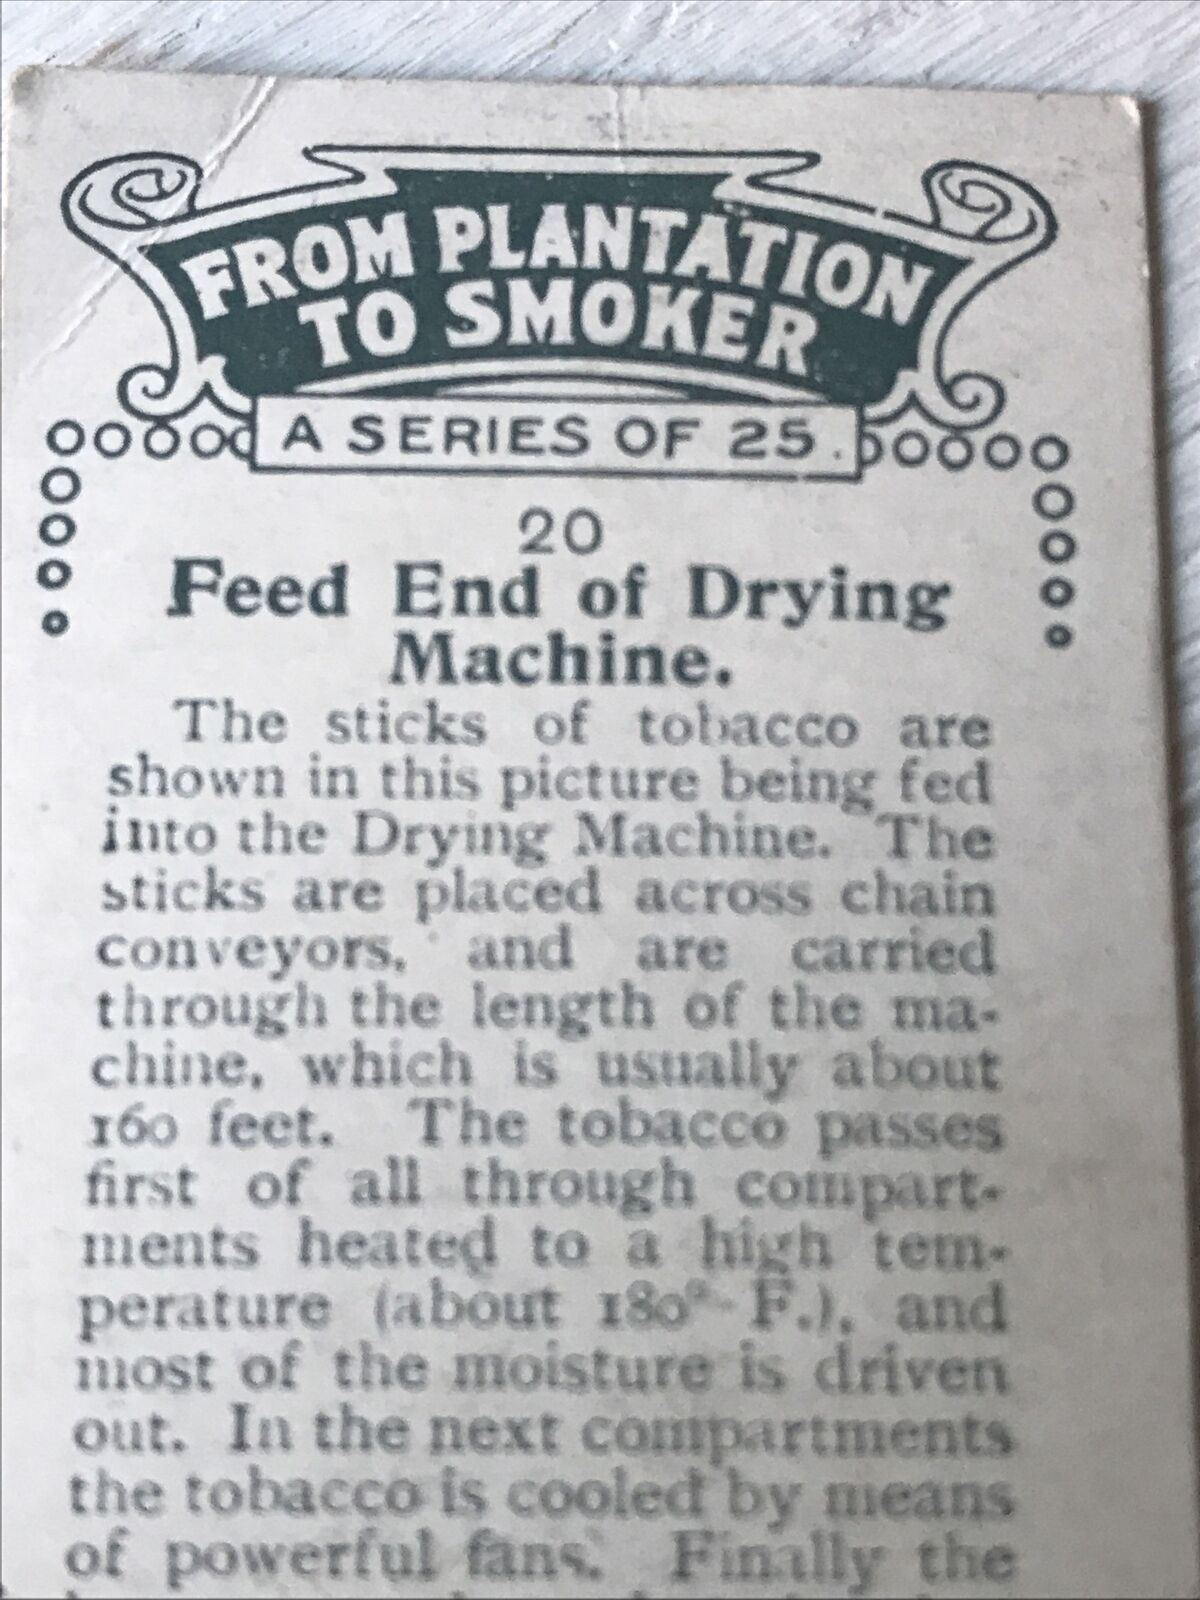 FROM PLANTATION
TO SMOKER
A SERIES OF 25.
20
Feed End of Drying
Machine.
The sticks of tobacco are
shown in this picture being fed
into the Drying Machine. The
sticks are placed across chain
conveyors, and are carried
through the length of the ma-
chine, which is usually about
160 feet. The tobacco passes
first of all through compart-
ments heated to a high tem-
perature (about 180° F.), and
most of the moisture is driven
out. In the next compartments
the tobacco is cooled by means
of powerful fans. Finally the